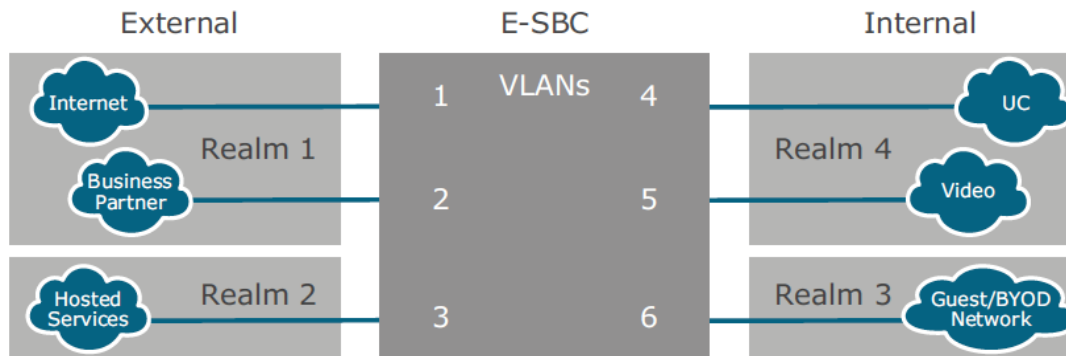 External E-SBC Internal
VLANs
Internet 1 4 UC
Realm 1 Realm 4
Business
Partner 2 5 Video
Realm 2 Realm 3
Hosted
Services 3 6 Guest/BYOD
Network